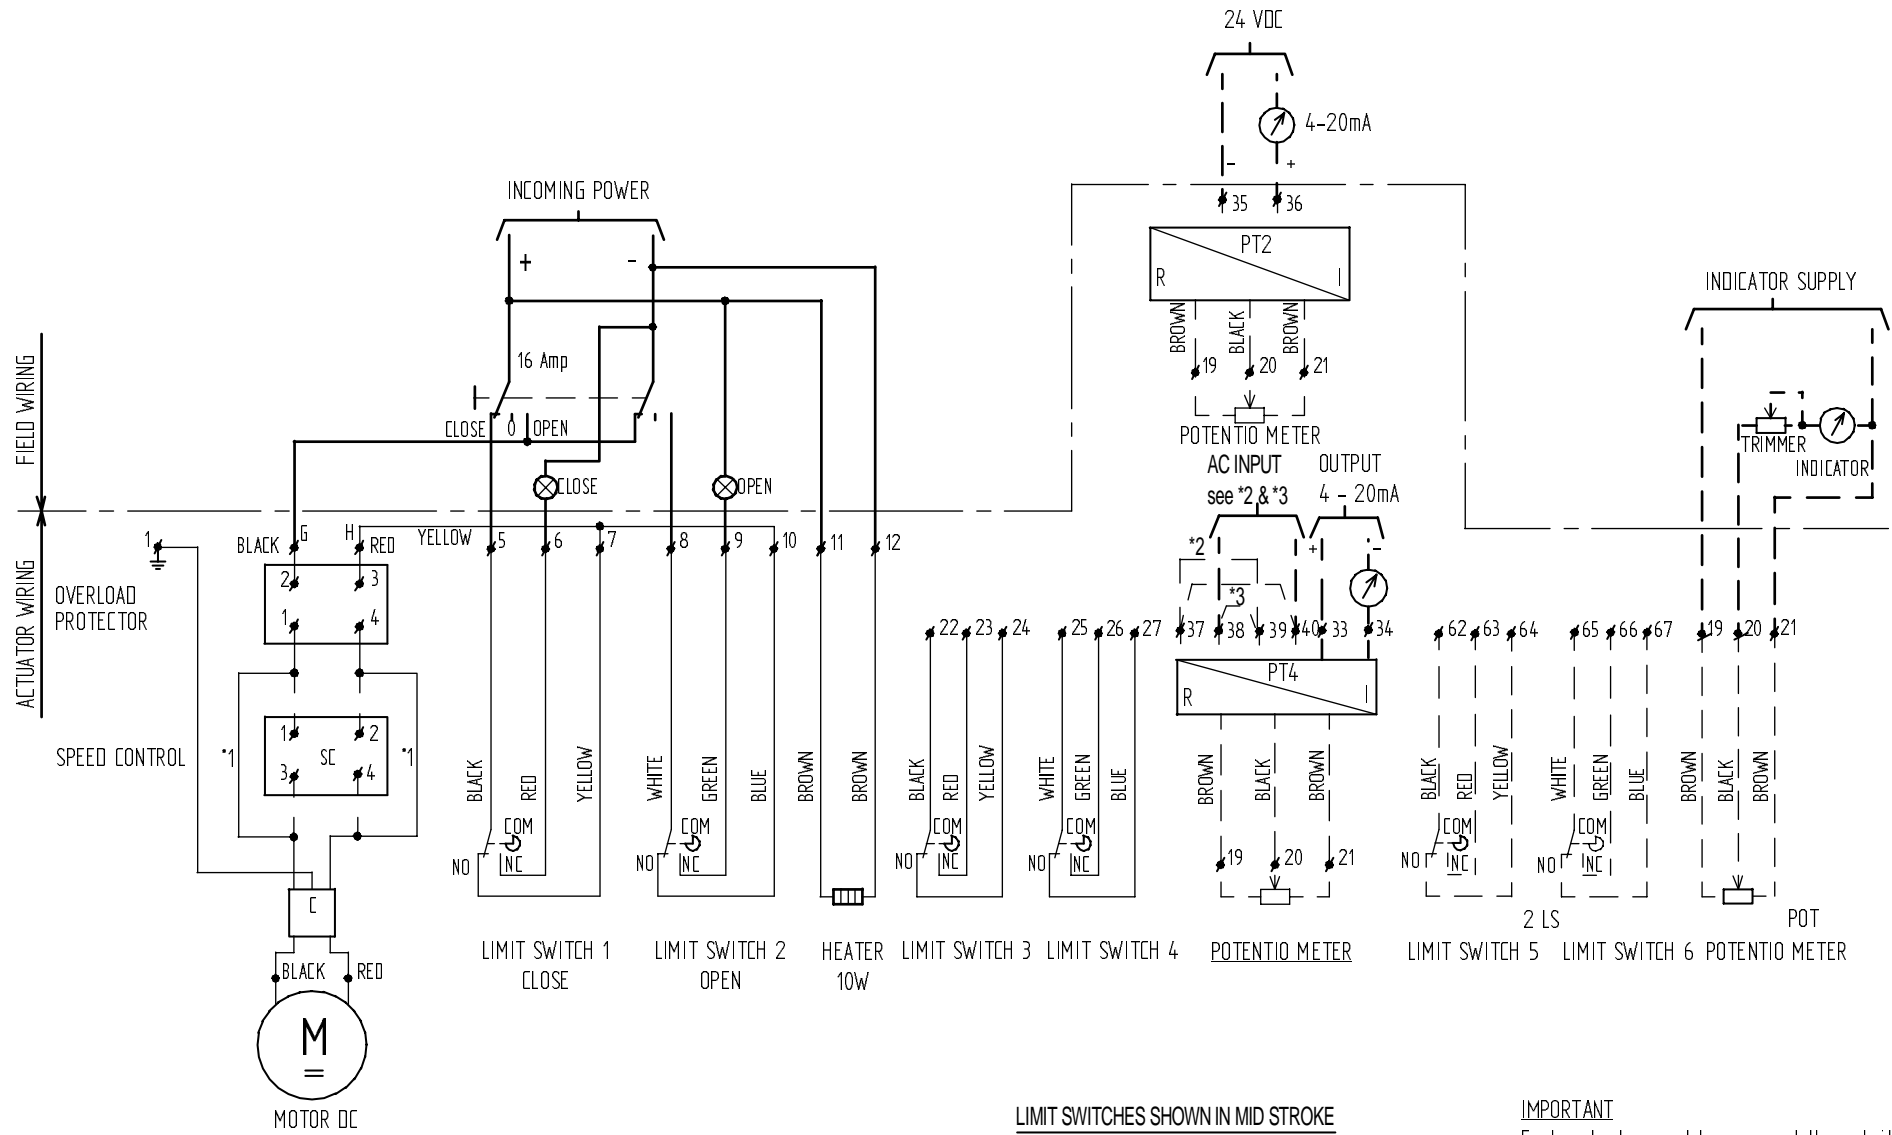 24 VDC
4-20mA
- +
INCOMING POWER
35 36
+ -
PT2
R I
INDICATOR SUPPLY
BROWN BLACK BROWN
16 Amp
19 20 21
FIELD WIRING
CLOSE 0 OPEN
POTENTIO METER
TRIMMER
INDICATOR
AC INPUT
see *2 & *3
OUTPUT
4 - 20mA
CLOSE OPEN
1 BLACK G H RED YELLOW 5 6 7 8 9 10 11 12
*2 + -
*3
ACTUATOR WIRING
OVERLOAD
PROTECTOR
2 3
1 4
22 23 24 25 26 27 37 38 39 40 33 34 62 63 64 65 66 67 19 20 21
PT4
R I
SPEED CONTROL
*1 *1
1 2
SC
3 4
BLACK RED YELLOW WHITE GREEN BLUE BROWN BROWN BLACK RED YELLOW WHITE GREEN BLUE BROWN BLACK BROWN BLACK RED YELLOW WHITE GREEN BLUE BROWN BLACK BROWN
COM COM COM COM COM COM
NO NC NO NC NO NC NO NC NO NC NO NC
19 20 21
C
2 LS POT
LIMIT SWITCH 1
CLOSE
LIMIT SWITCH 2
OPEN
HEATER
10W
LIMIT SWITCH 3
LIMIT SWITCH 4
POTENTIO METER
LIMIT SWITCH 5
LIMIT SWITCH 6
POTENTIO METER
BLACK RED
M
=
MOTOR DC
LIMIT SWITCHES SHOWN IN MID STROKE
IMPORTANT